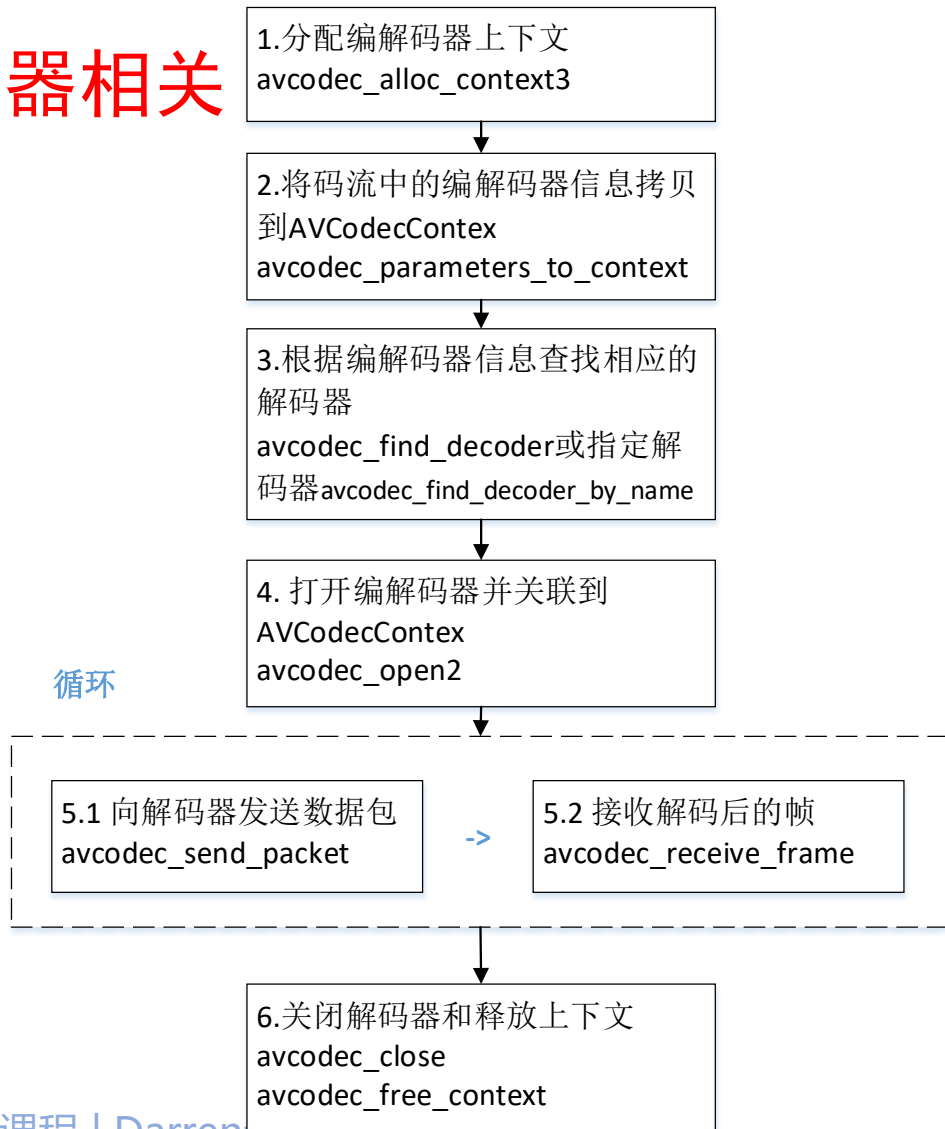 器相关
1.分配编解码器上下文
avcodec_alloc_context3
2.将码流中的编解码器信息拷贝
到AVCodecContex
avcodec_parameters_to_context
3.根据编解码器信息查找相应的
解码器
avcodec_find_decoder或指定解
码器avcodec_find_decoder_by_name
4. 打开编解码器并关联到
AVCodecContex
avcodec_open2
循环
5.1 向解码器发送数据包
avcodec_send_packet
->
5.2 接收解码后的帧
avcodec_receive_frame
6.关闭解码器和释放上下文
avcodec_close
avcodec_free_context
课程 | Darren